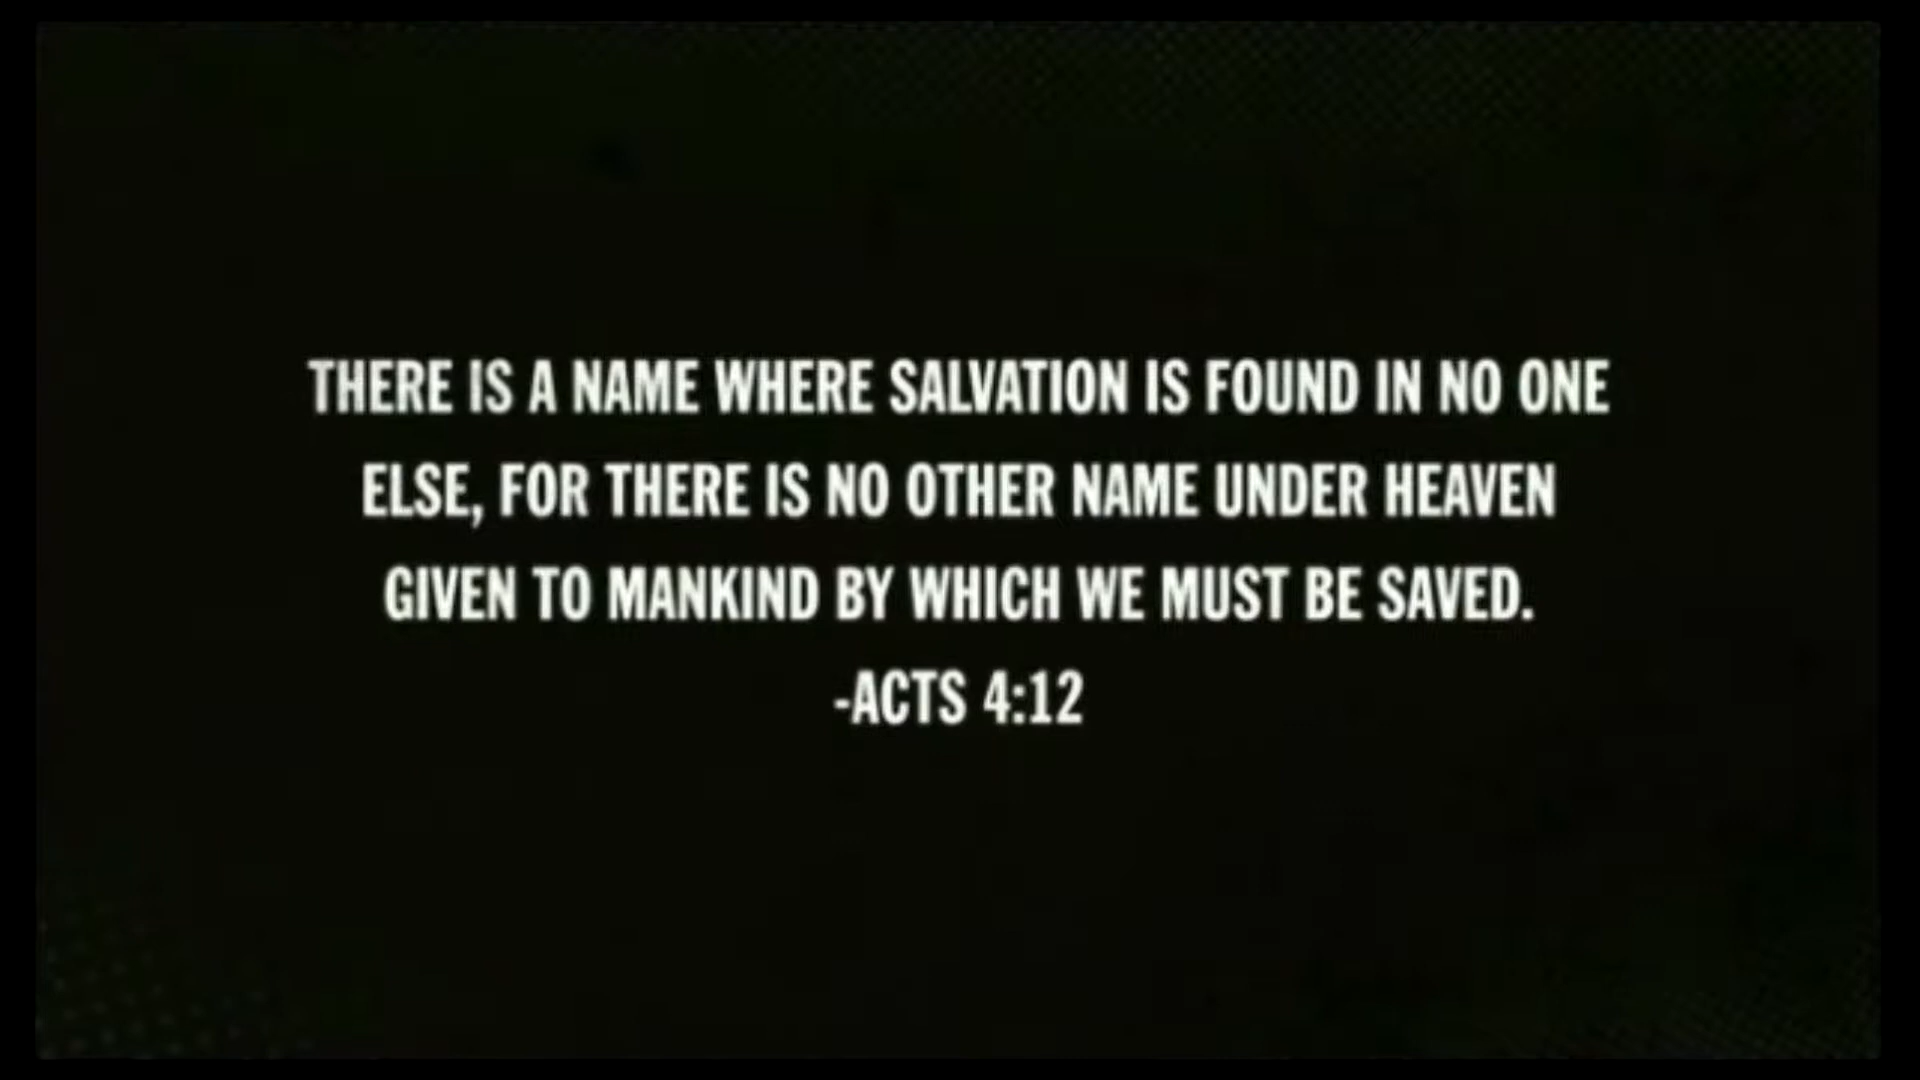 THERE IS A NAME WHERE SALVATION IS FOUND IN NO ONE
ELSE, FOR THERE IS NO OTHER NAME UNDER HEAVEN
GIVEN TO MANKIND BY WHICH WE MUST BE SAVED.
-ACTS 4:12